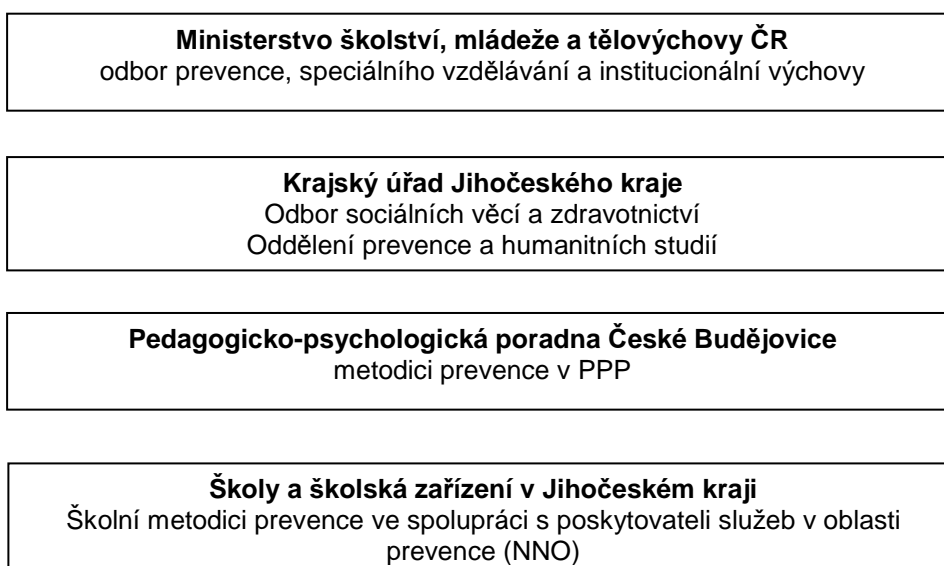 Ministerstvo školství, mládeže a tělovýchovy ČR
odbor prevence, speciálního vzdělávání a institucionální výchovy
Krajský úřad Jihočeského kraje
Odbor sociálních věcí a zdravotnictví
Oddělení prevence a humanitních studií
Pedagogicko-psychologická poradna České Budějovice
metodici prevence v PPP
Školy a školská zařízení v Jihočeském kraji
Školní metodici prevence ve spolupráci s poskytovateli služeb v oblasti
prevence (NNO)